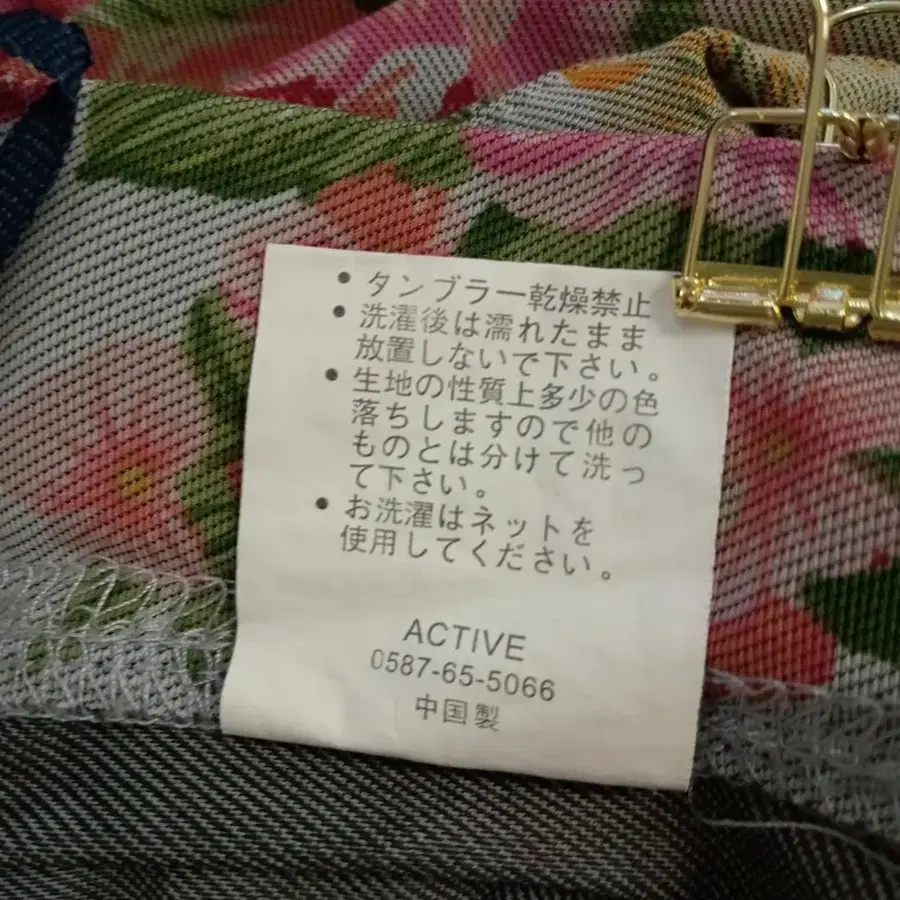 ● タンブラー乾燥禁止
● 洗濯後は濡れたまま
放置しないで下さい。
● 生地の性質上多少の色
落ちしますので他の
ものとは分けて洗っ
て下さい。
● お洗濯はネットを
使用してください。
ACTIVE
0587-65-5066
中国製